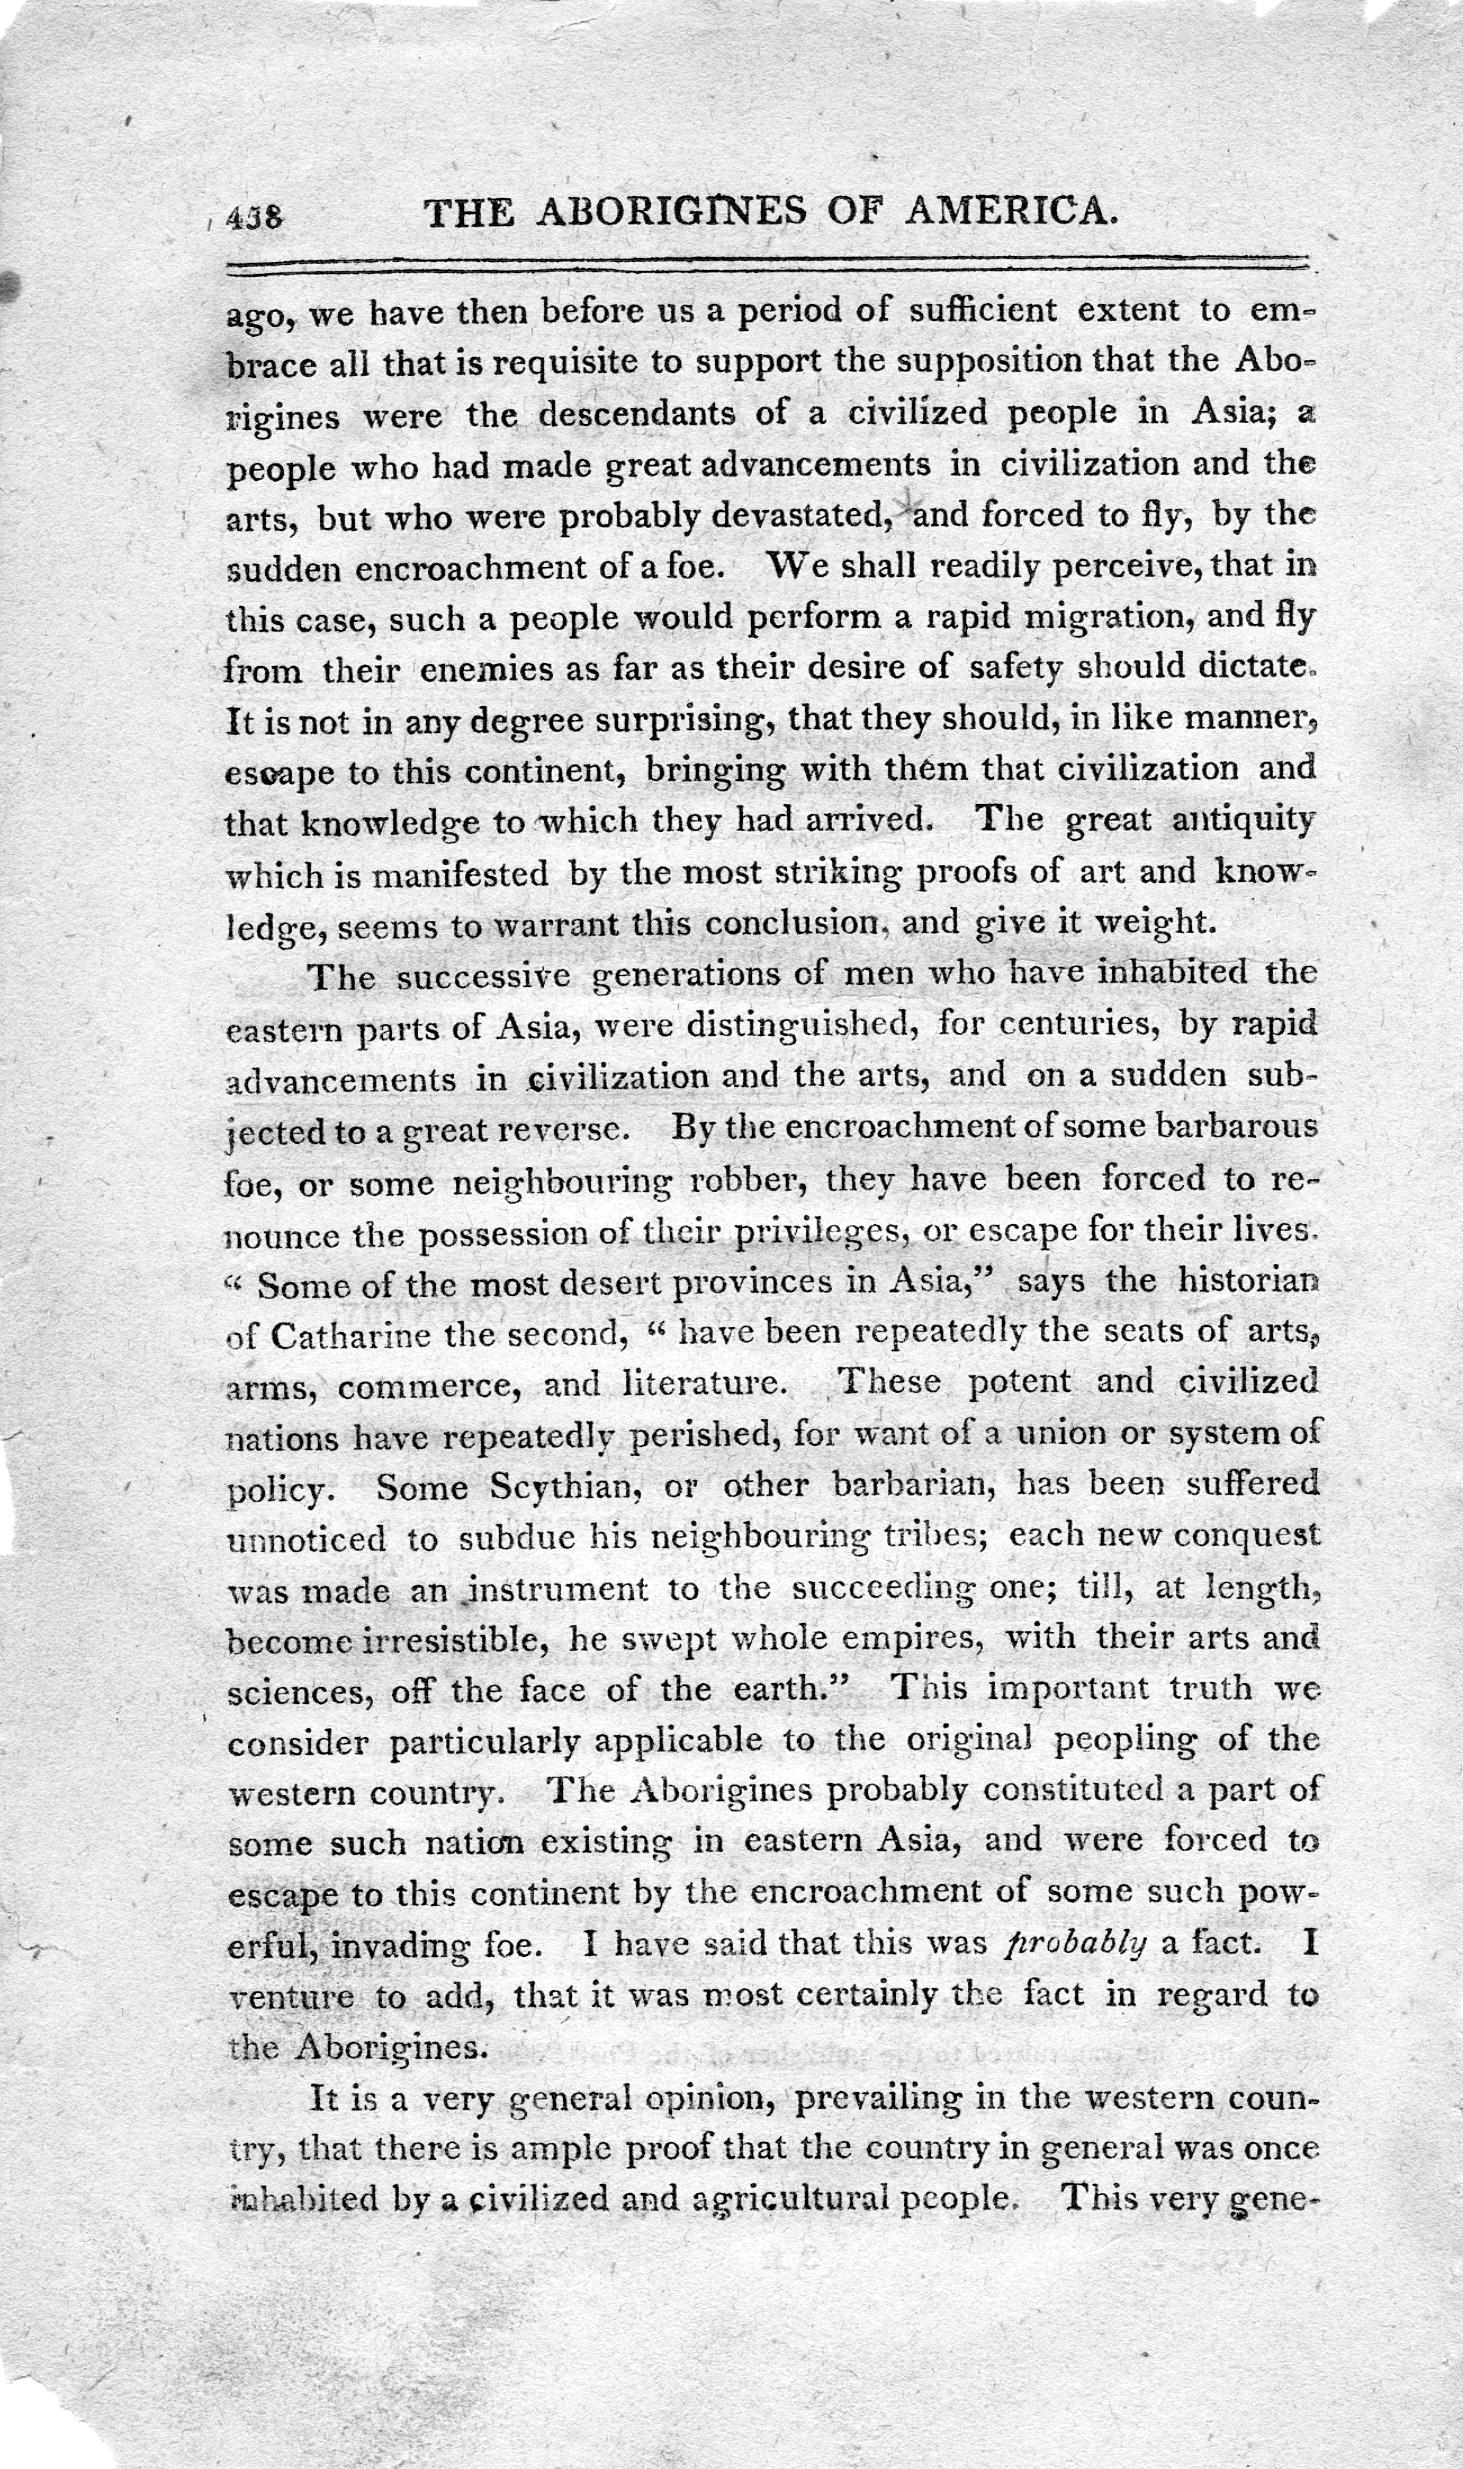 458 THE ABORIGINES OF AMERICA.
ago, we have then before us a period of sufficient extent to em-
brace all that is requisite to support the supposition that the Abo-
rigines were the descendants of a civilized people in Asia; a
people who had made great advancements in civilization and the
arts, but who were probably devastated, and forced to fly, by the
sudden encroachment of a foe. We shall readily perceive, that in
this case, such a people would perform a rapid migration, and fly
from their enemies as far as their desire of safety should dictate.
It is not in any degree surprising, that they should, in like manner,
escape to this continent, bringing with them that civilization and
that knowledge to which they had arrived. The great antiquity
which is manifested by the most striking proofs of art and know-
ledge, seems to warrant this conclusion, and give it weight.
The successive generations of men who have inhabited the
eastern parts of Asia, were distinguished, for centuries, by rapid
advancements in civilization and the arts, and on a sudden sub-
jected to a great reverse. By the encroachment of some barbarous
foe, or some neighbouring robber, they have been forced to re-
nounce the possession of their privileges, or escape for their lives.
“ Some of the most desert provinces in Asia,” says the historian
of Catharine the second, “ have been repeatedly the seats of arts,
arms, commerce, and literature. These potent and civilized
nations have repeatedly perished, for want of a union or system of
policy. Some Scythian, or other barbarian, has been suffered
unnoticed to subdue his neighbouring tribes; each new conquest
was made an instrument to the succeeding one; till, at length,
become irresistible, he swept whole empires, with their arts and
sciences, off the face of the earth.” This important truth we
consider particularly applicable to the original peopling of the
western country. The Aborigines probably constituted a part of
some such nation existing in eastern Asia, and were forced to
escape to this continent by the encroachment of some such pow-
erful, invading foe. I have said that this was probably a fact. I
venture to add, that it was most certainly the fact in regard to
the Aborigines.
It is a very general opinion, prevailing in the western coun-
try, that there is ample proof that the country in general was once
inhabited by a civilized and agricultural people. This very gene-